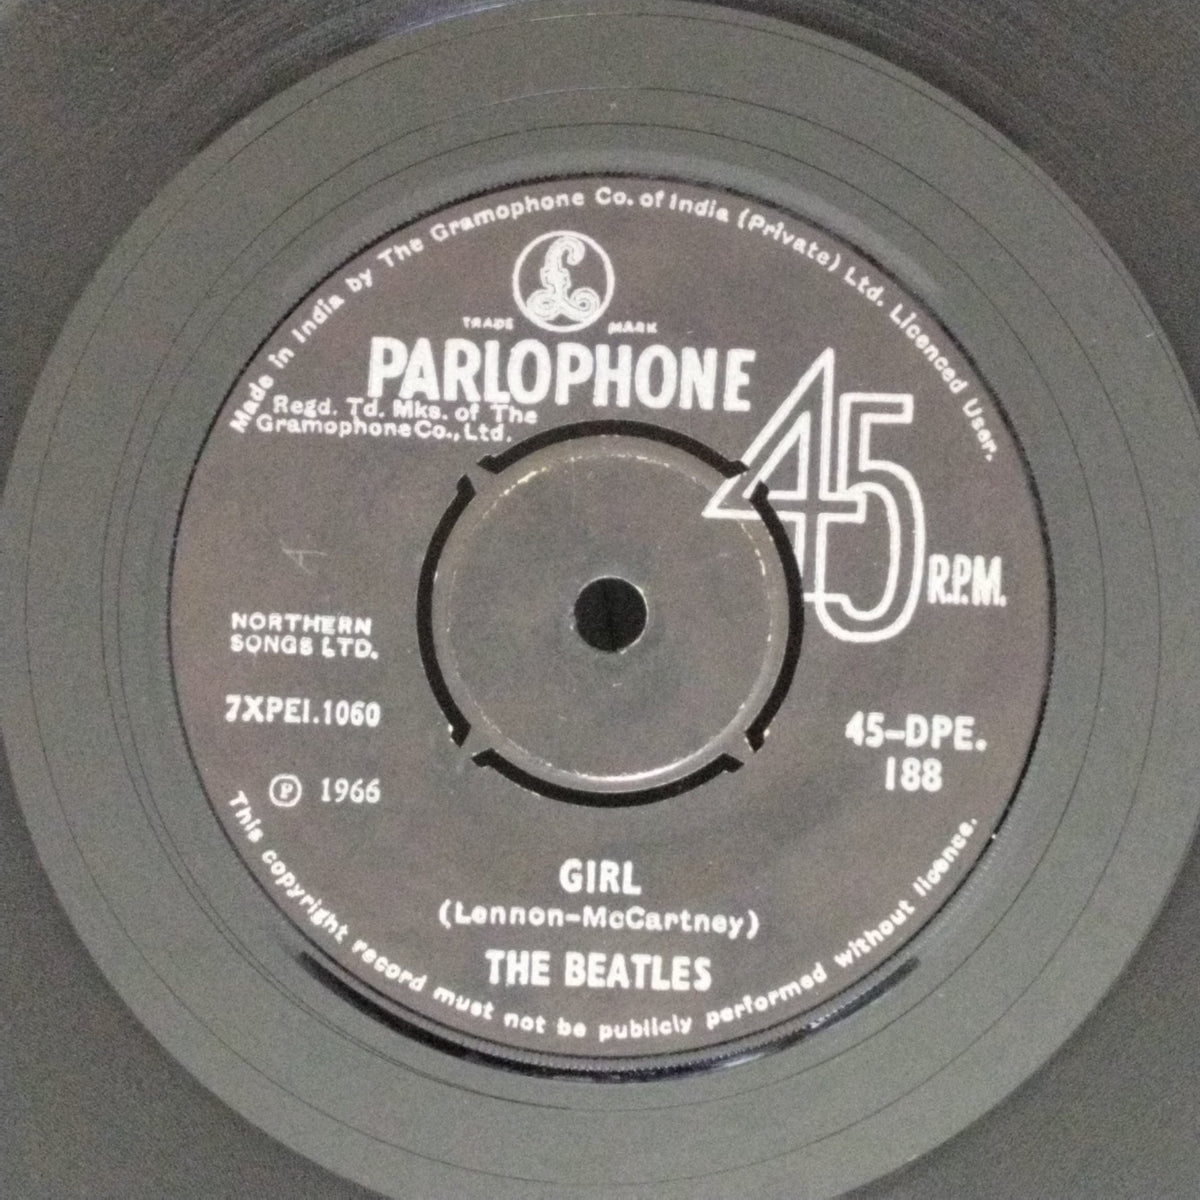 Made in India by The Gramophone Co. of India (Private) Ltd. Licenced User.
£
TRADE MARK
PARLOPHONE
Regd. Td. Mks. of The
Gramophone Co., Ltd.
45 R.P.M.
NORTHERN
SONGS LTD.
7XPEI.1060
Ⓟ 1966
45-DPE.
188
GIRL
(Lennon-McCartney)
THE BEATLES
This copyright record must not be publicly performed without licence.